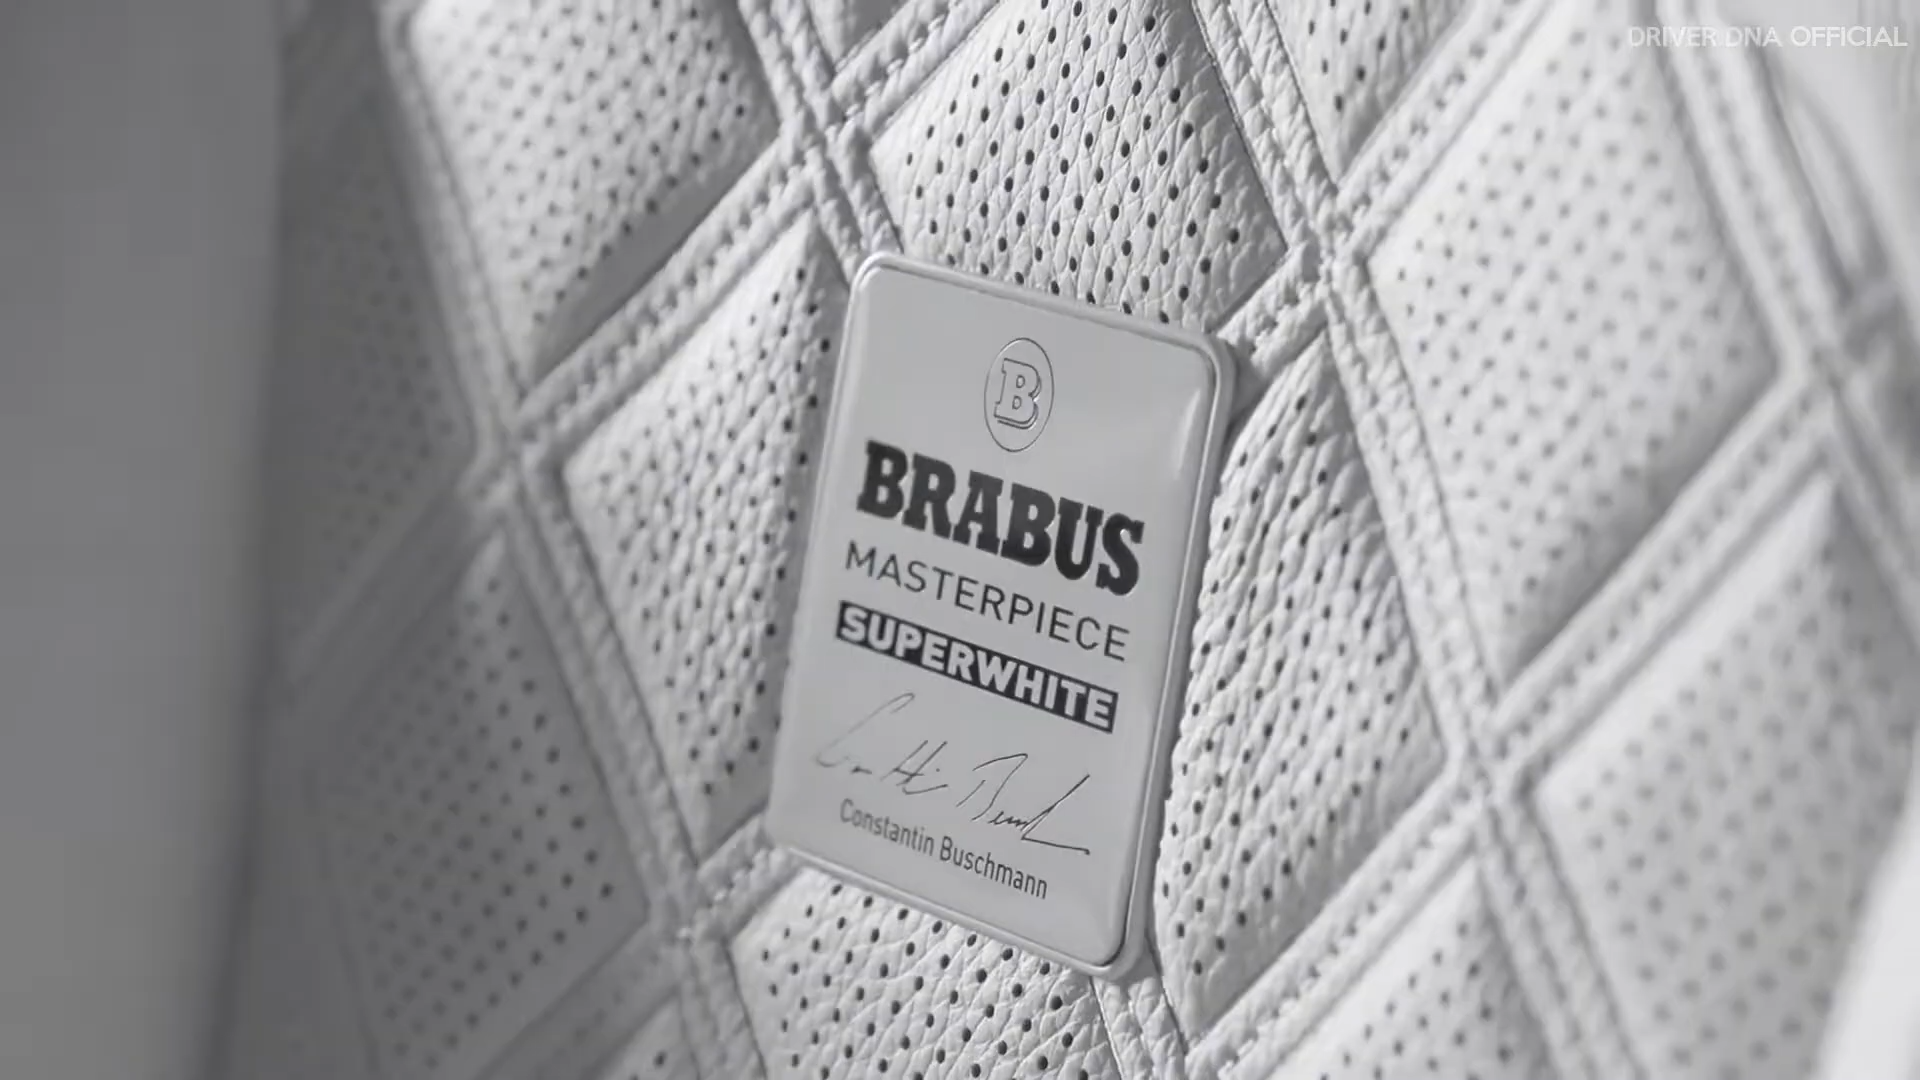 DRIVER DNA OFFICIAL
B
BRABUS
MASTERPIECE
SUPERWHITE
Constantin Buschmann